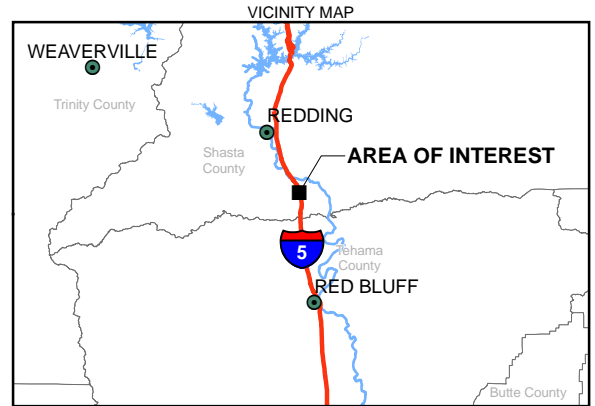 VICINITY MAP
WEAVERVILLE
Trinity County
REDDING
Shasta
County
AREA OF INTEREST
5
Tehama
County
RED BLUFF
Butte County